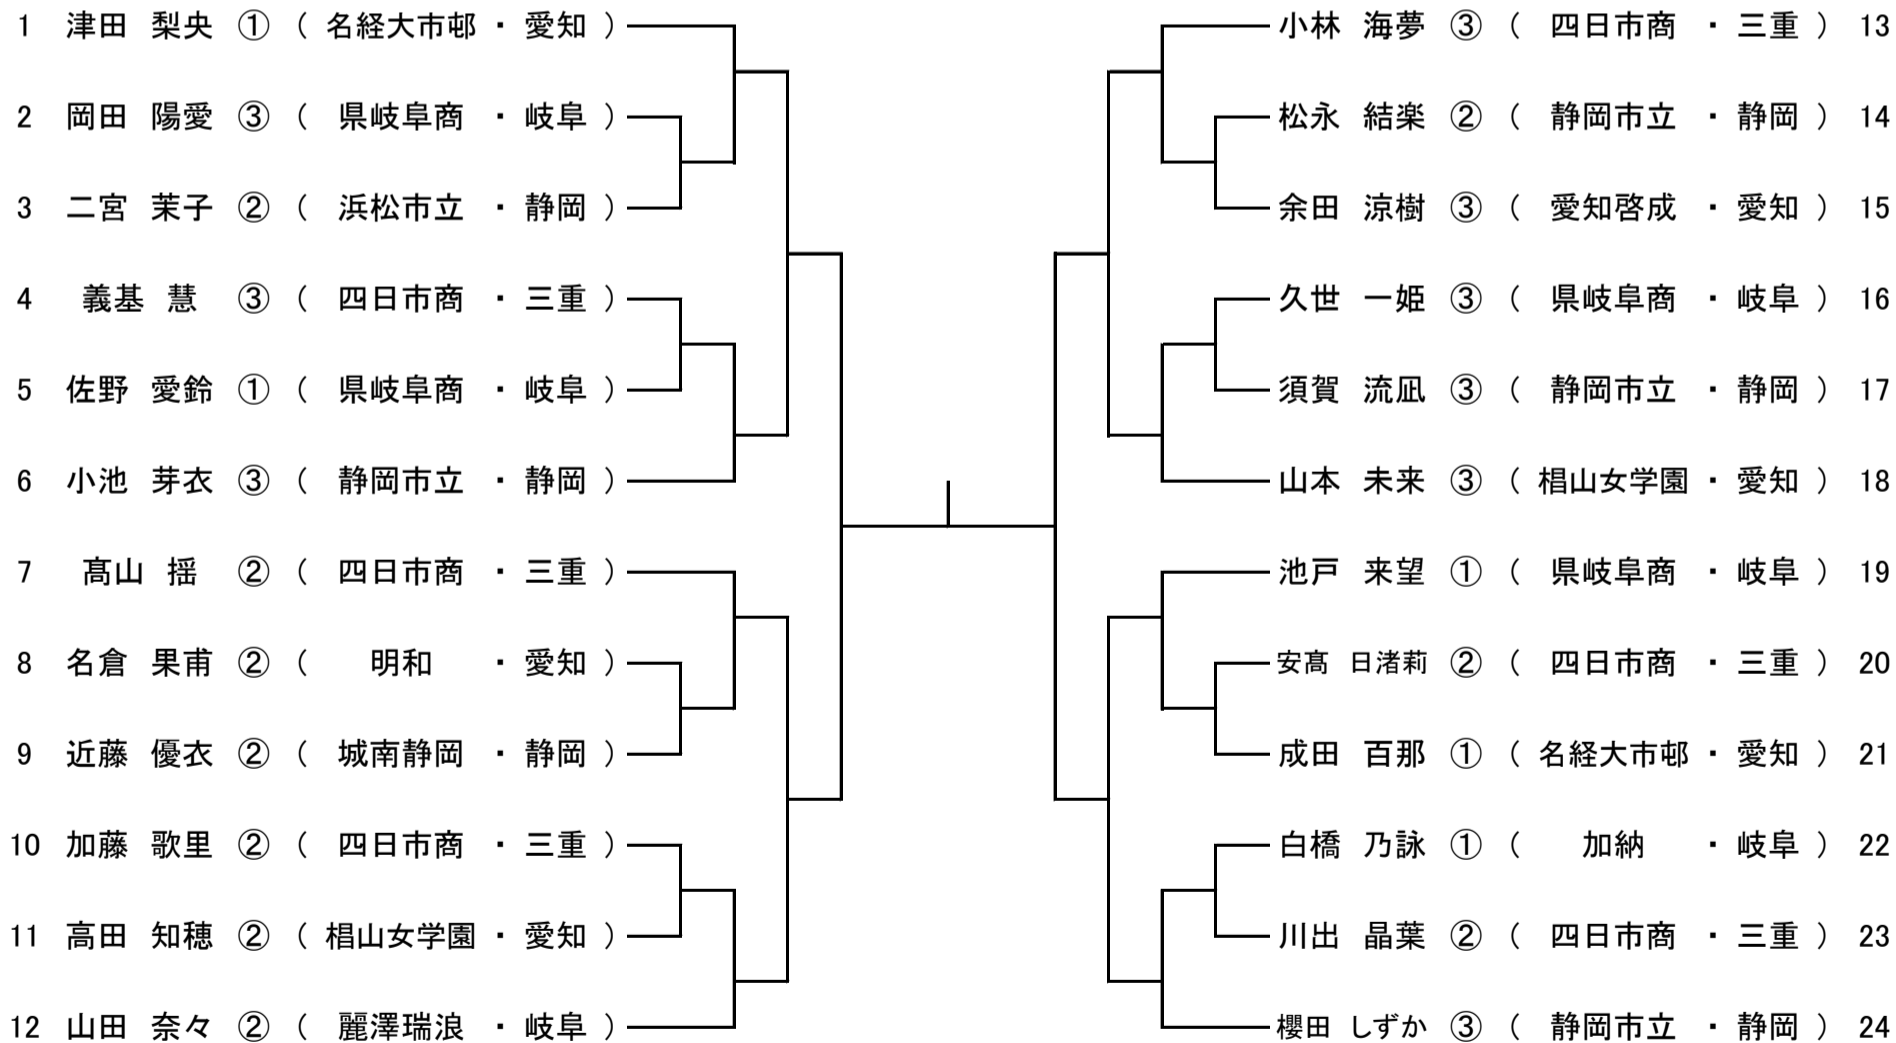 1 津田 梨央 ① （ 名経大市邨 ・ 愛知 ）
2 岡田 陽愛 ③ （ 県岐阜商 ・ 岐阜 ）
3 二宮 茉子 ② （ 浜松市立 ・ 静岡 ）
4 義基 慧 ③ （ 四日市商 ・ 三重 ）
5 佐野 愛鈴 ① （ 県岐阜商 ・ 岐阜 ）
6 小池 芽衣 ③ （ 静岡市立 ・ 静岡 ）
7 髙山 揺 ② （ 四日市商 ・ 三重 ）
8 名倉 果甫 ② （ 明和 ・ 愛知 ）
9 近藤 優衣 ② （ 城南静岡 ・ 静岡 ）
10 加藤 歌里 ② （ 四日市商 ・ 三重 ）
11 高田 知穂 ② （ 椙山女学園 ・ 愛知 ）
12 山田 奈々 ② （ 麗澤瑞浪 ・ 岐阜 ）
小林 海夢 ③ （ 四日市商 ・ 三重 ） 13
松永 結楽 ② （ 静岡市立 ・ 静岡 ） 14
余田 涼樹 ③ （ 愛知啓成 ・ 愛知 ） 15
久世 一姫 ③ （ 県岐阜商 ・ 岐阜 ） 16
須賀 流凪 ③ （ 静岡市立 ・ 静岡 ） 17
山本 未来 ③ （ 椙山女学園 ・ 愛知 ） 18
池戸 来望 ① （ 県岐阜商 ・ 岐阜 ） 19
安髙 日渚莉 ② （ 四日市商 ・ 三重 ） 20
成田 百那 ① （ 名経大市邨 ・ 愛知 ） 21
白橋 乃詠 ① （ 加納 ・ 岐阜 ） 22
川出 晶葉 ② （ 四日市商 ・ 三重 ） 23
櫻田 しずか ③ （ 静岡市立 ・ 静岡 ） 24